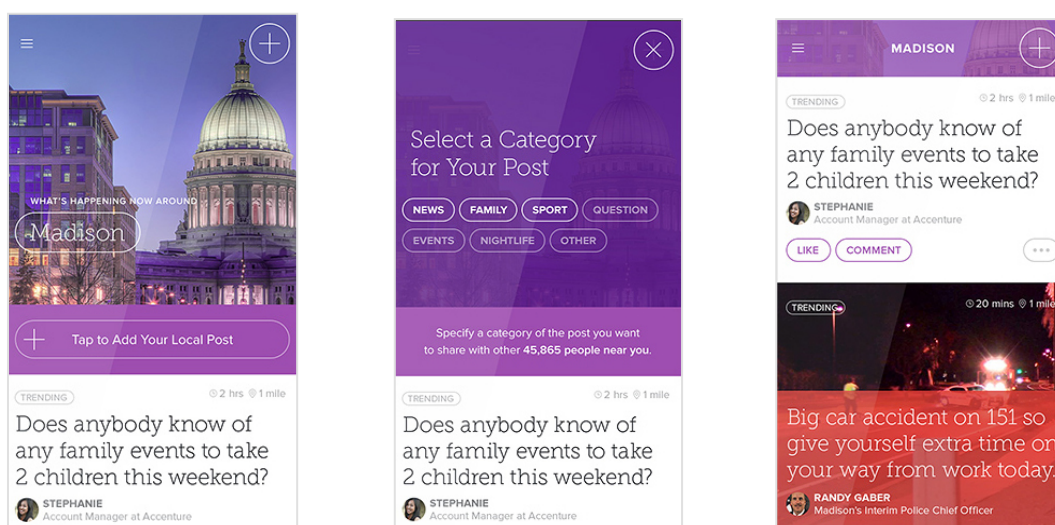 WHAT'S HAPPENING NOW AROUND
Madison
Tap to Add Your Local Post
TRENDING
2 hrs 1 mile
Does anybody know of
any family events to take
2 children this weekend?
STEPHANIE
Account Manager at Accenture
Select a Category
for Your Post
NEWS FAMILY SPORT QUESTION
EVENTS NIGHTLIFE OTHER
Specify a category of the post you want
to share with other 45,865 people near you.
TRENDING
2 hrs 1 mile
Does anybody know of
any family events to take
2 children this weekend?
STEPHANIE
Account Manager at Accenture
MADISON
TRENDING
2 hrs 1 mile
Does anybody know of
any family events to take
2 children this weekend?
STEPHANIE
Account Manager at Accenture
LIKE COMMENT
TRENDING
20 mins 1 mile
Big car accident on 151 so
give yourself extra time on
your way from work today.
RANDY GABER
Madison's Interim Police Chief Officer